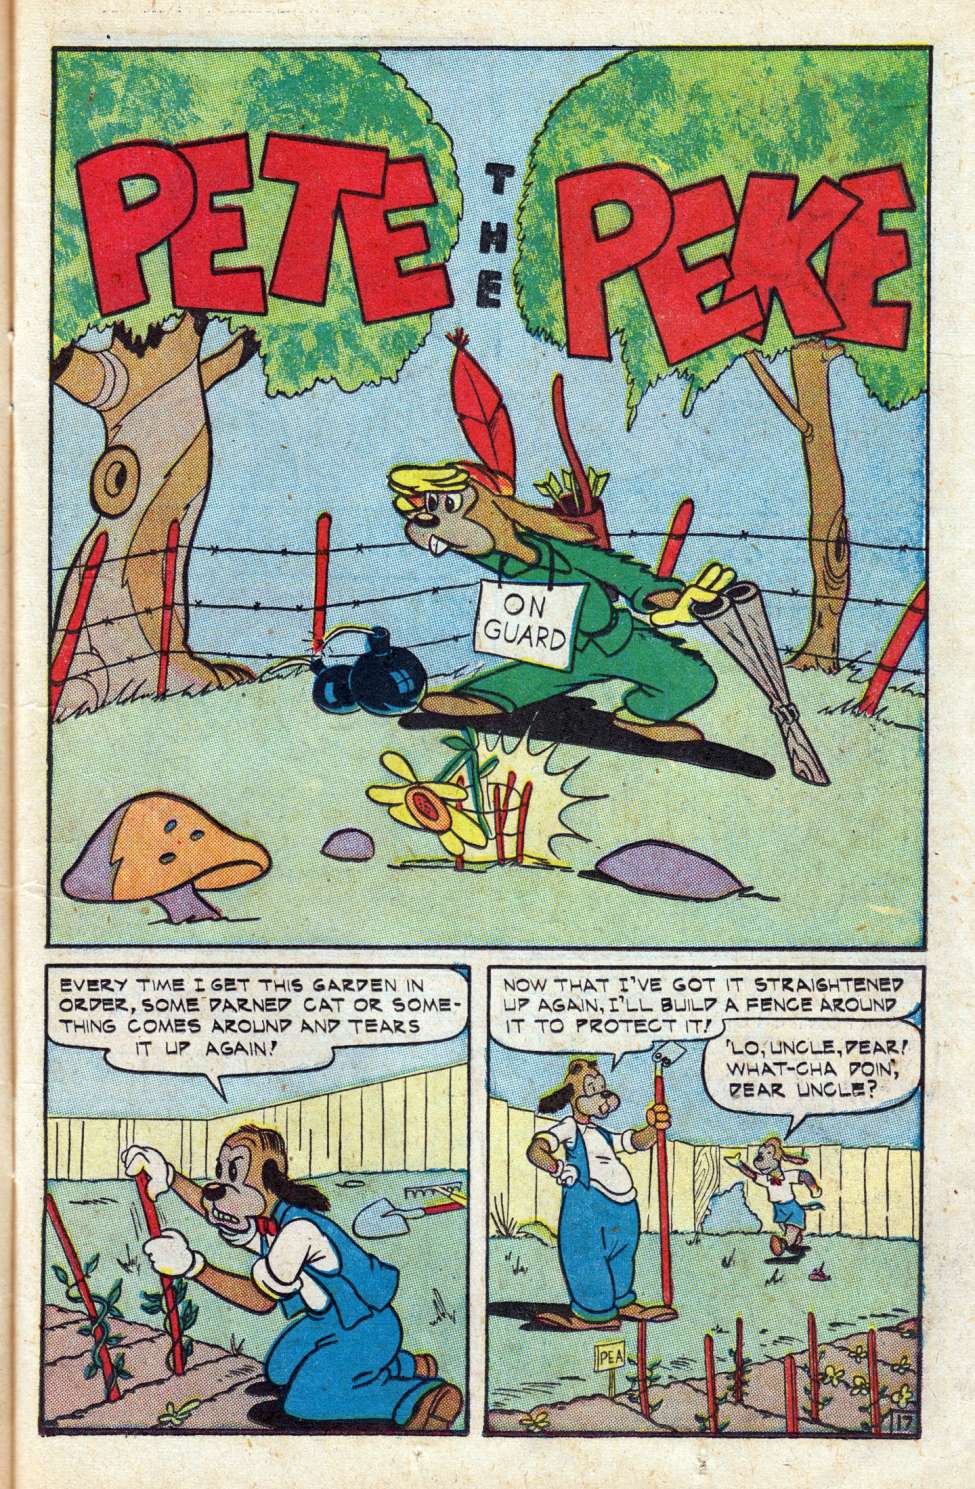 PETE
THE
PEKE
ON
GUARD
EVERY TIME I GET THIS GARDEN IN
ORDER, SOME DARNED CAT OR SOME-
THING COMES AROUND AND TEARS
IT UP AGAIN!
NOW THAT I'VE GOT IT STRAIGHTENED
UP AGAIN, I'LL BUILD A FENCE AROUND
IT TO PROTECT IT!
'LO, UNCLE, DEAR!
WHAT-CHA DOIN',
DEAR UNCLE?
PEA
17